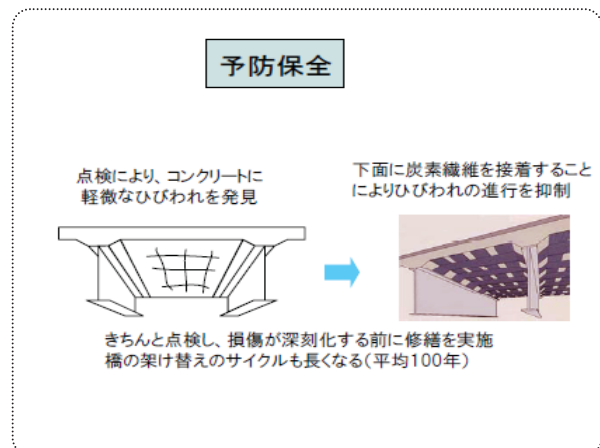 予防保全
点検により、コンクリートに
軽微なひびわれを発見
下面に炭素繊維を接着すること
によりひびわれの進行を抑制
きちんと点検し、損傷が深刻化する前に修繕を実施
橋の架け替えのサイクルも長くなる(平均100年)